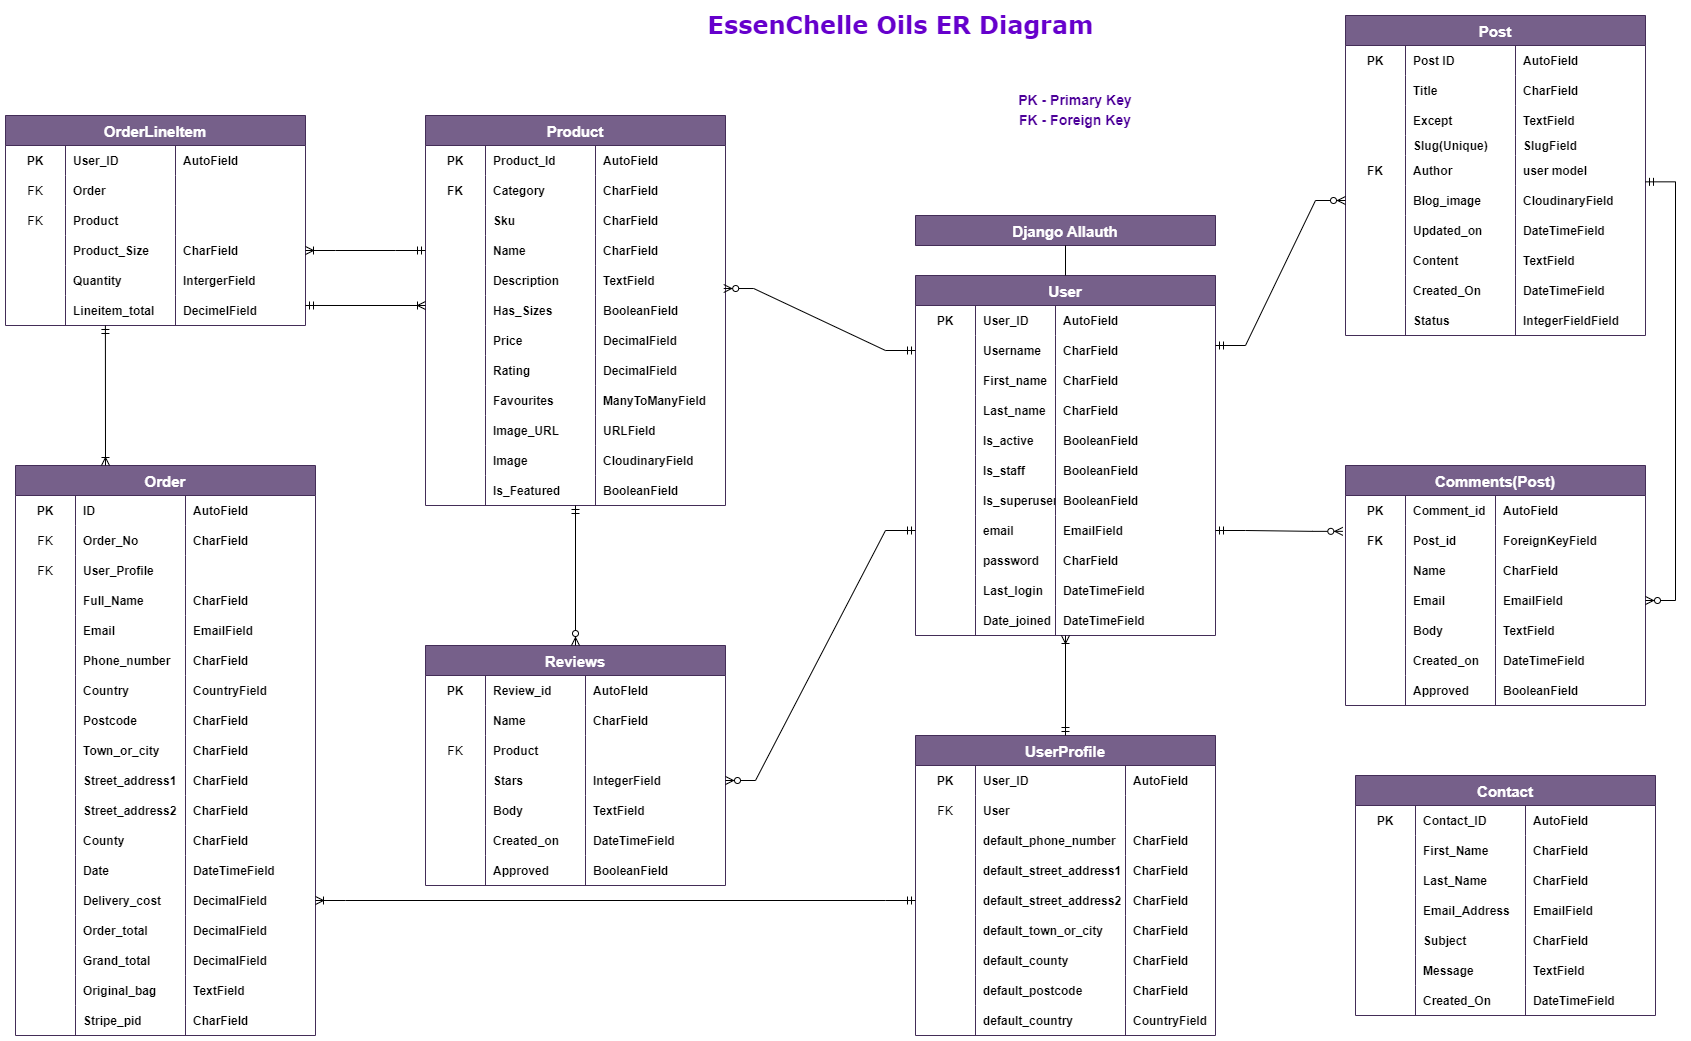 EssenChelle Oils ER Diagram
PK - Primary Key
FK - Foreign Key
OrderLineItem
PK User_ID AutoField
FK Order
FK Product
Product_Size CharField
Quantity IntergerField
Lineitem_total DecimelField
Product
PK Product_Id AutoField
FK Category CharField
Sku CharField
Name CharField
Description TextField
Has_Sizes BooleanField
Price DecimalField
Rating DecimalField
Favourites ManyToManyField
Image_URL URLField
Image CloudinaryField
Is_Featured BooleanField
Django Allauth
User
PK User_ID AutoField
Username CharField
First_name CharField
Last_name CharField
Is_active BooleanField
Is_staff BooleanField
Is_superuser BooleanField
email EmailField
password CharField
Last_login DateTimeField
Date_joined DateTimeField
Post
PK Post ID AutoField
Title CharField
Except TextField
Slug(Unique) SlugField
FK Author user model
Blog_image CloudinaryField
Updated_on DateTimeField
Content TextField
Created_On DateTimeField
Status IntegerFieldField
Order
PK ID AutoField
FK Order_No CharField
FK User_Profile
Full_Name CharField
Email EmailField
Phone_number CharField
Country CountryField
Postcode CharField
Town_or_city CharField
Street_address1 CharField
Street_address2 CharField
County CharField
Date DateTimeField
Delivery_cost DecimalField
Order_total DecimalField
Grand_total DecimalField
Original_bag TextField
Stripe_pid CharField
Reviews
PK Review_id AutoFIeld
Name CharField
FK Product
Stars IntegerField
Body TextField
Created_on DateTimeField
Approved BooleanField
UserProfile
PK User_ID AutoField
FK User
default_phone_number CharField
default_street_address1 CharField
default_street_address2 CharField
default_town_or_city CharField
default_county CharField
default_postcode CharField
default_country CountryField
Comments(Post)
PK Comment_id AutoField
FK Post_id ForeignKeyField
Name CharField
Email EmailField
Body TextField
Created_on DateTimeField
Approved BooleanField
Contact
PK Contact_ID AutoField
First_Name CharField
Last_Name CharField
Email_Address EmailField
Subject CharField
Message TextField
Created_On DateTimeField